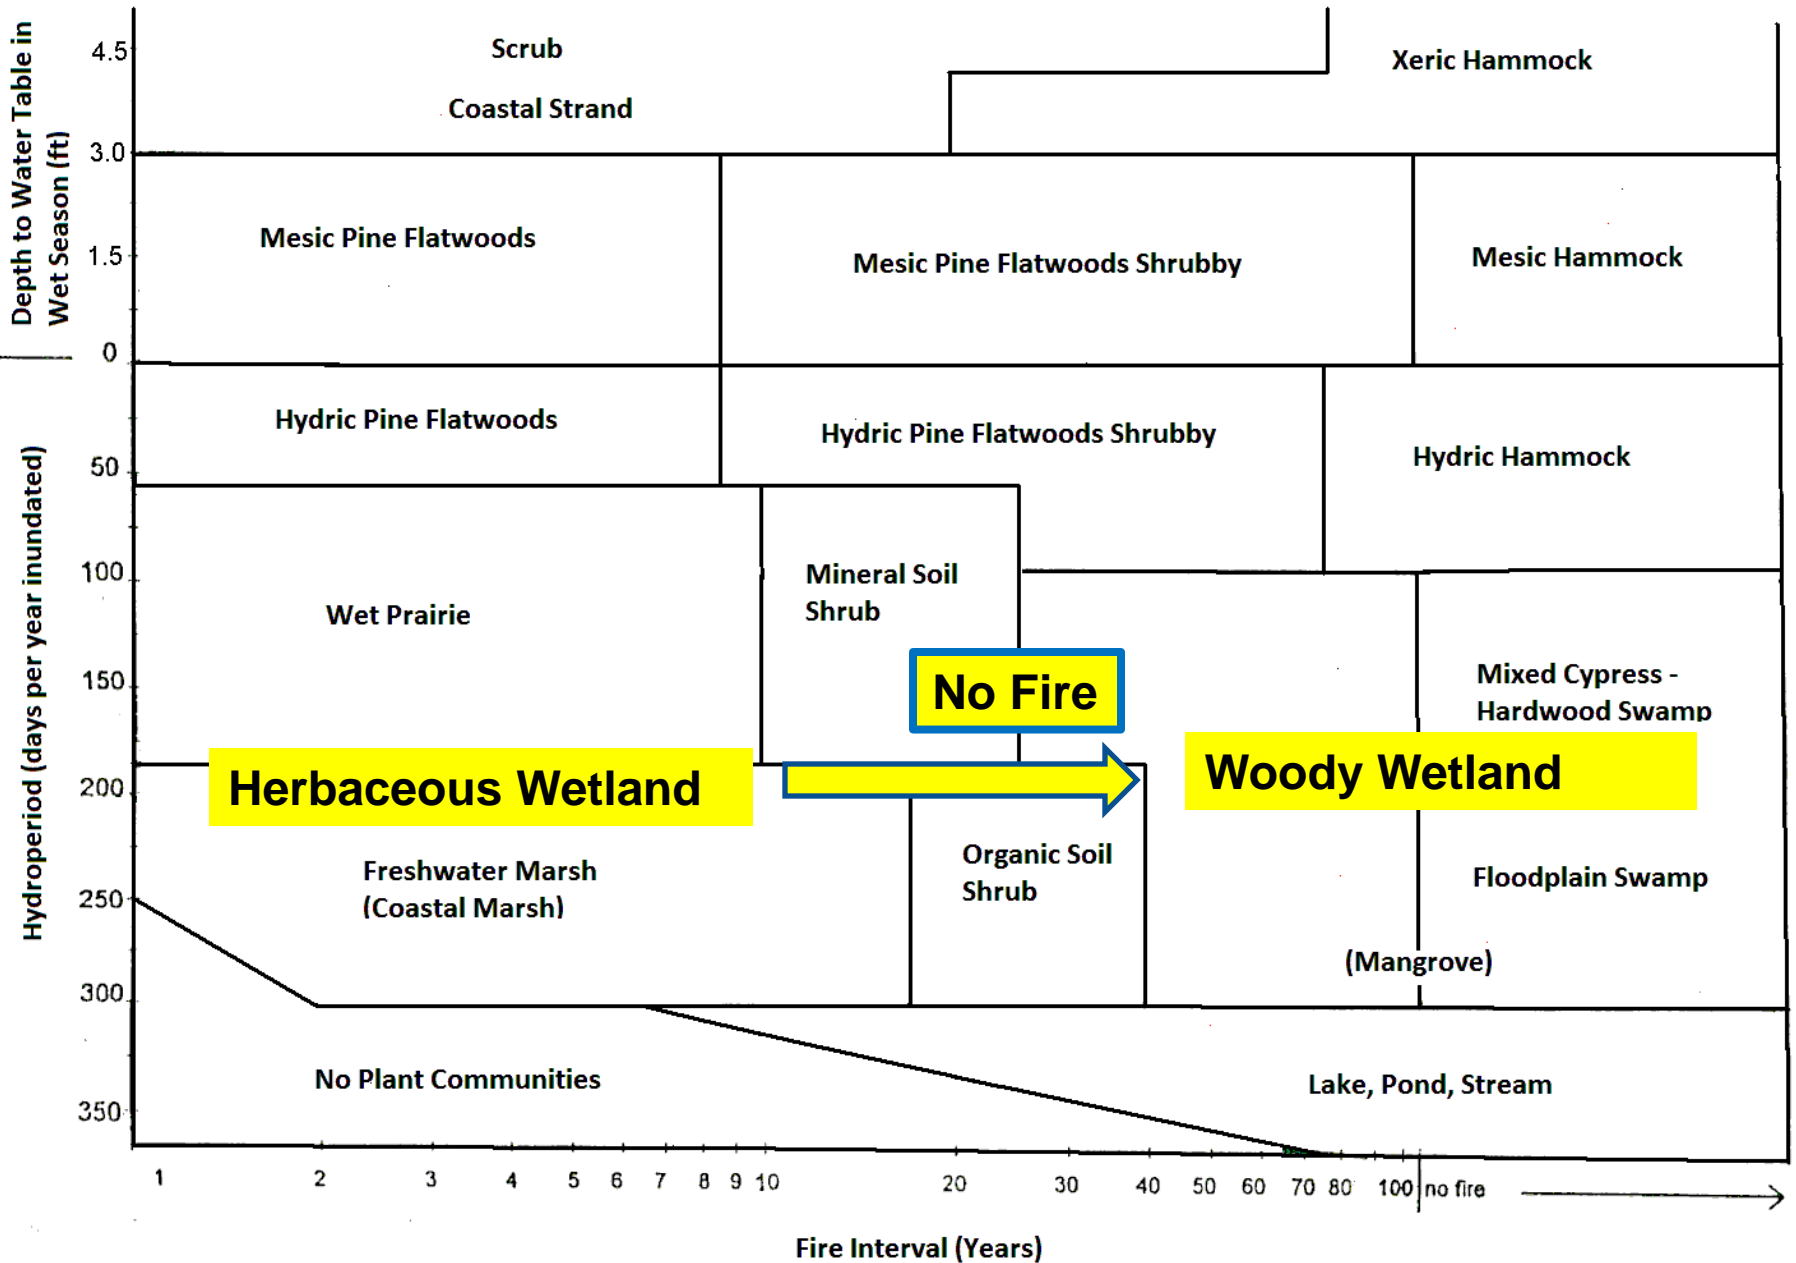 Depth to Water Table in
Wet Season (ft)
4.5
3.0
1.5
0
Scrub
Coastal Strand
Xeric Hammock
Mesic Pine Flatwoods
Mesic Pine Flatwoods Shrubby
Mesic Hammock
Hydroperiod (days per year inundated)
50
100
150
200
250
300
350
Hydric Pine Flatwoods
Hydric Pine Flatwoods Shrubby
Hydric Hammock
Wet Prairie
Mineral Soil
Shrub
No Fire
Mixed Cypress -
Hardwood Swamp
Herbaceous Wetland
Woody Wetland
Freshwater Marsh
(Coastal Marsh)
Organic Soil
Shrub
Floodplain Swamp
(Mangrove)
No Plant Communities
Lake, Pond, Stream
1 2 3 4 5 6 7 8 9 10 20 30 40 50 60 70 80 100 no fire
Fire Interval (Years)